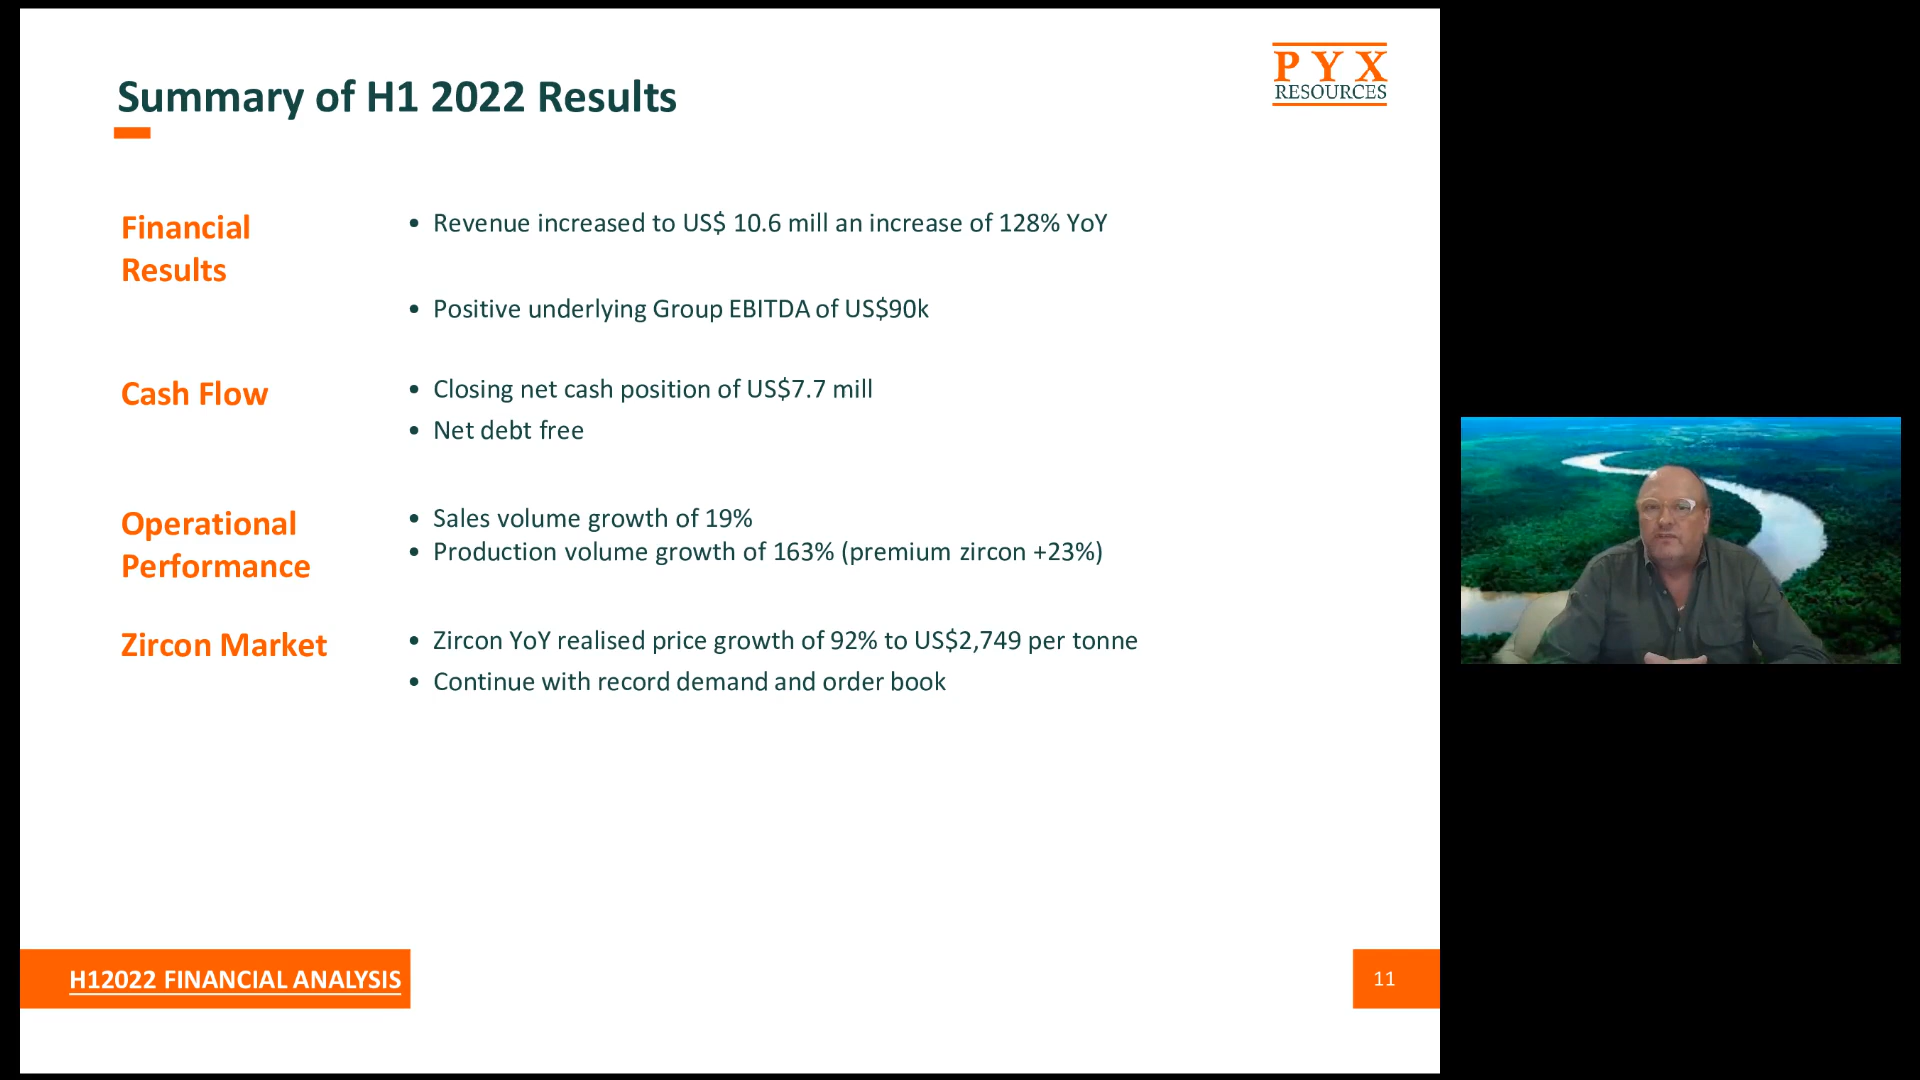 Summary of H1 2022 Results
P Y X
RESOURCES
Financial
Results
• Revenue increased to US$ 10.6 mill an increase of 128% YoY
• Positive underlying Group EBITDA of US$90k
Cash Flow
• Closing net cash position of US$7.7 mill
• Net debt free
Operational
Performance
• Sales volume growth of 19%
• Production volume growth of 163% (premium zircon +23%)
Zircon Market
• Zircon YoY realised price growth of 92% to US$2,749 per tonne
• Continue with record demand and order book
H12022 FINANCIAL ANALYSIS
11